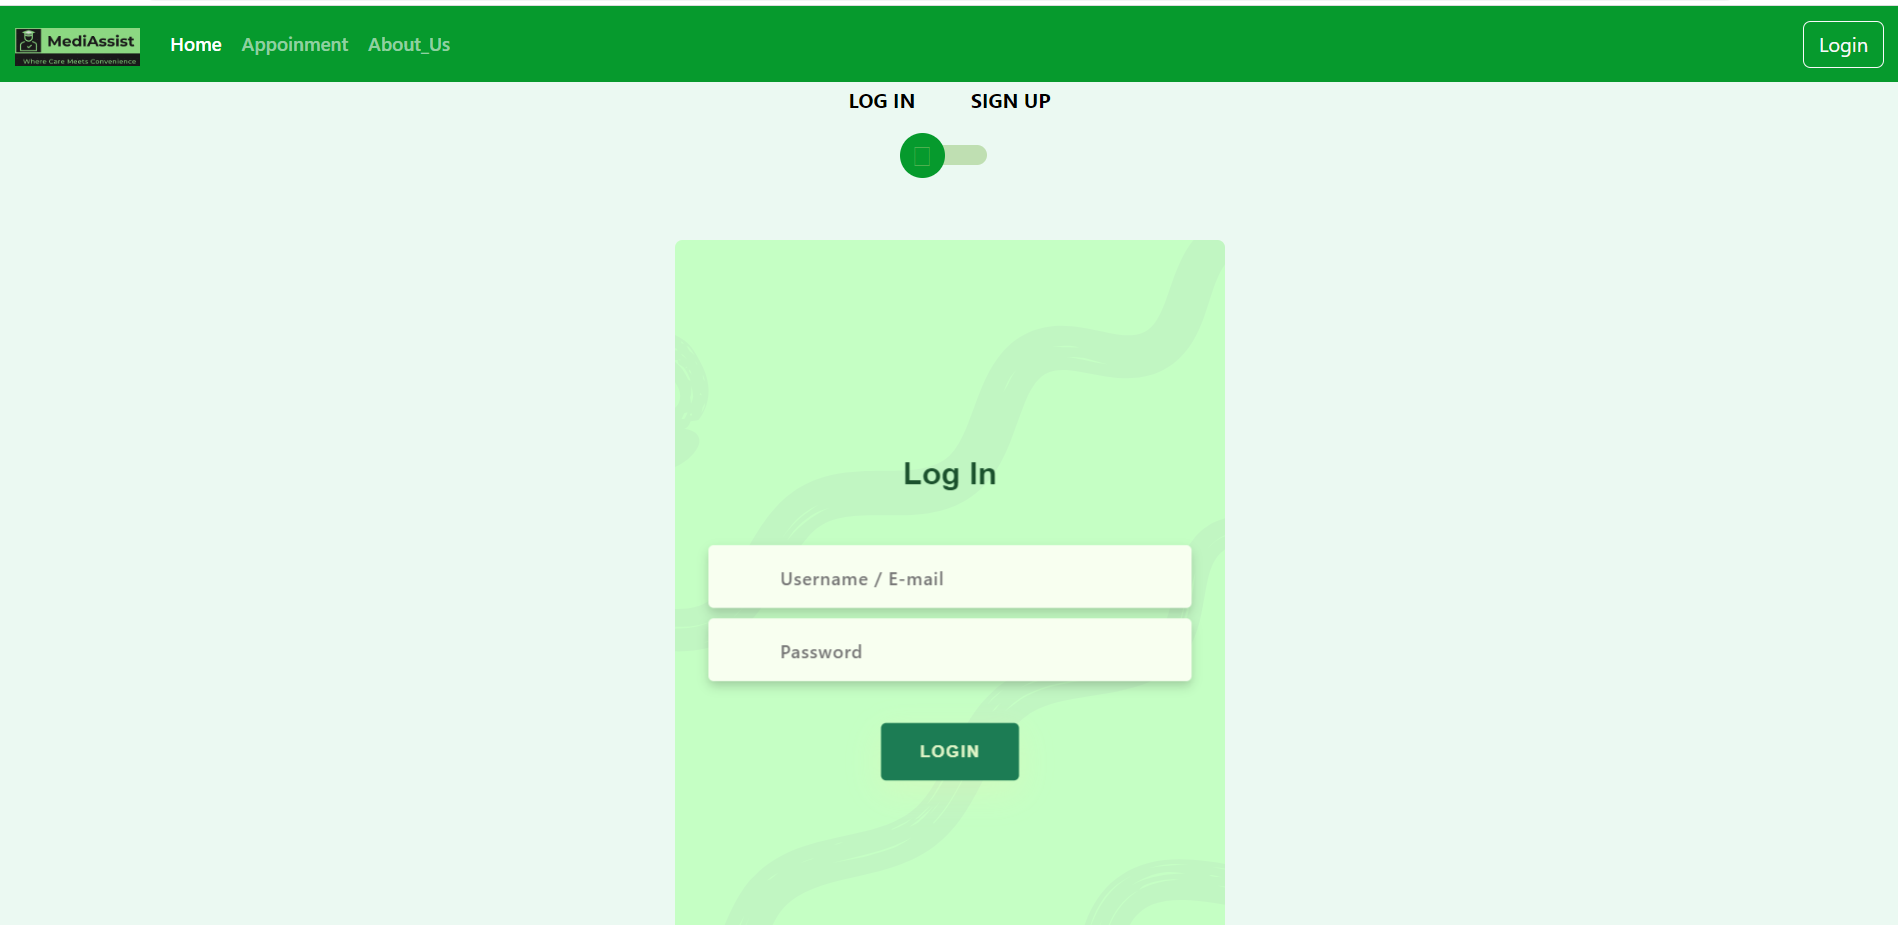 MediAssist
Where Care Meets Convenience
Home Appoinment About_Us
Login
LOG IN SIGN UP
Log In
Username / E-mail
Password
LOGIN